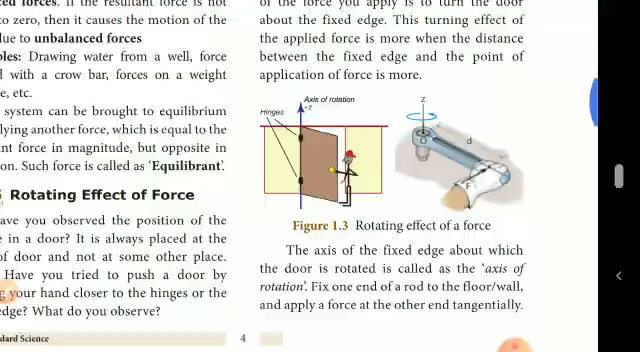 ced forces. If the resultant force is not
to zero, then it causes the motion of the
due to unbalanced forces
ples: Drawing water from a well, force
d with a crow bar, forces on a weight
e, etc.
system can be brought to equilibrium
lying another force, which is equal to the
nt force in magnitude, but opposite in
on. Such force is called as ‘Equilibrant’.
Rotating Effect of Force
ave you observed the position of the
e in a door? It is always placed at the
of door and not at some other place.
Have you tried to push a door by
g your hand closer to the hinges or the
edge? What do you observe?
of the force you apply is to turn the door
about the fixed edge. This turning effect of
the applied force is more when the distance
between the fixed edge and the point of
application of force is more.
Axis of rotation
+z
Hinges
Z
O
d
F
Figure 1.3 Rotating effect of a force
The axis of the fixed edge about which
the door is rotated is called as the ‘axis of
rotation’. Fix one end of a rod to the floor/wall,
and apply a force at the other end tangentially.
dard Science
4